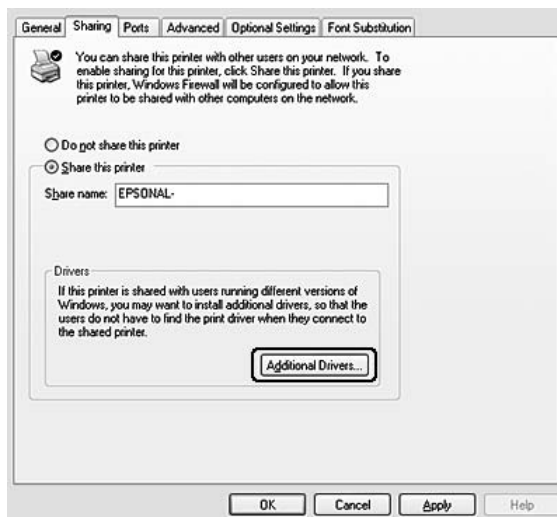 General Sharing Ports Advanced Optional Settings Font Substitution
You can share this printer with other users on your network. To
enable sharing for this printer, click Share this printer. If you share
this printer, Windows Firewall will be configured to allow this
printer to be shared with other computers on the network.
Do not share this printer
Share this printer
Share name: EPSONAL-
Drivers
If this printer is shared with users running different versions of
Windows, you may want to install additional drivers, so that the
users do not have to find the print driver when they connect to
the shared printer.
Additional Drivers...
OK Cancel Apply Help